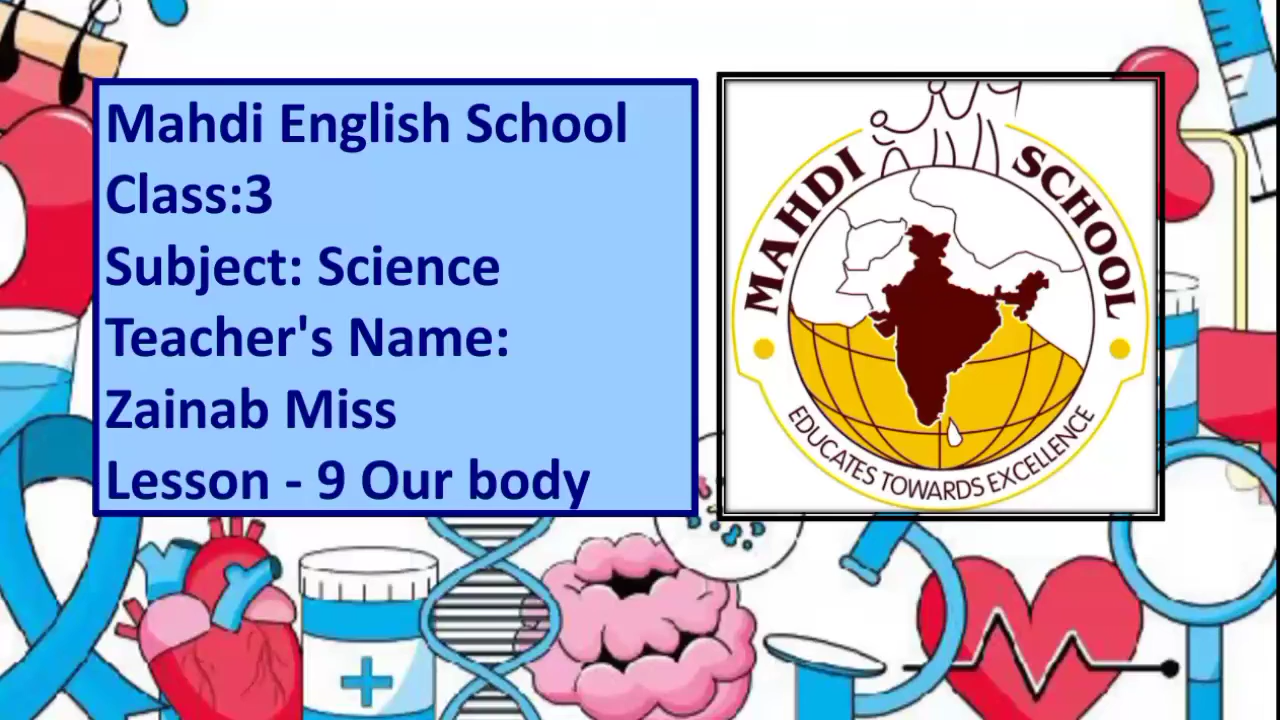 Mahdi English School
Class:3
Subject: Science
Teacher's Name:
Zainab Miss
Lesson - 9 Our body
MAHDI SCHOOL
EDUCATES TOWARDS EXCELLENCE